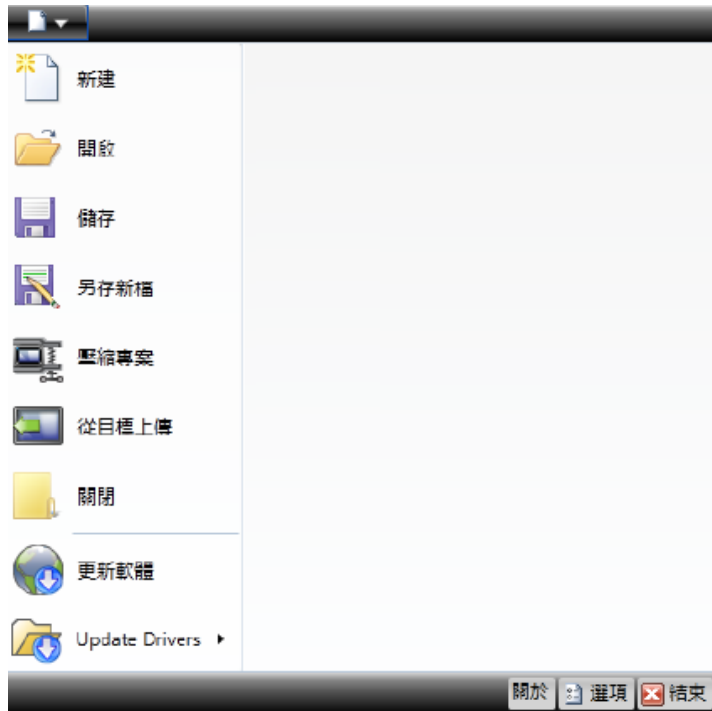 新建
開啟
儲存
另存新檔
壓縮專案
從目標上傳
關閉
更新軟體
Update Drivers
關於 選項 結束